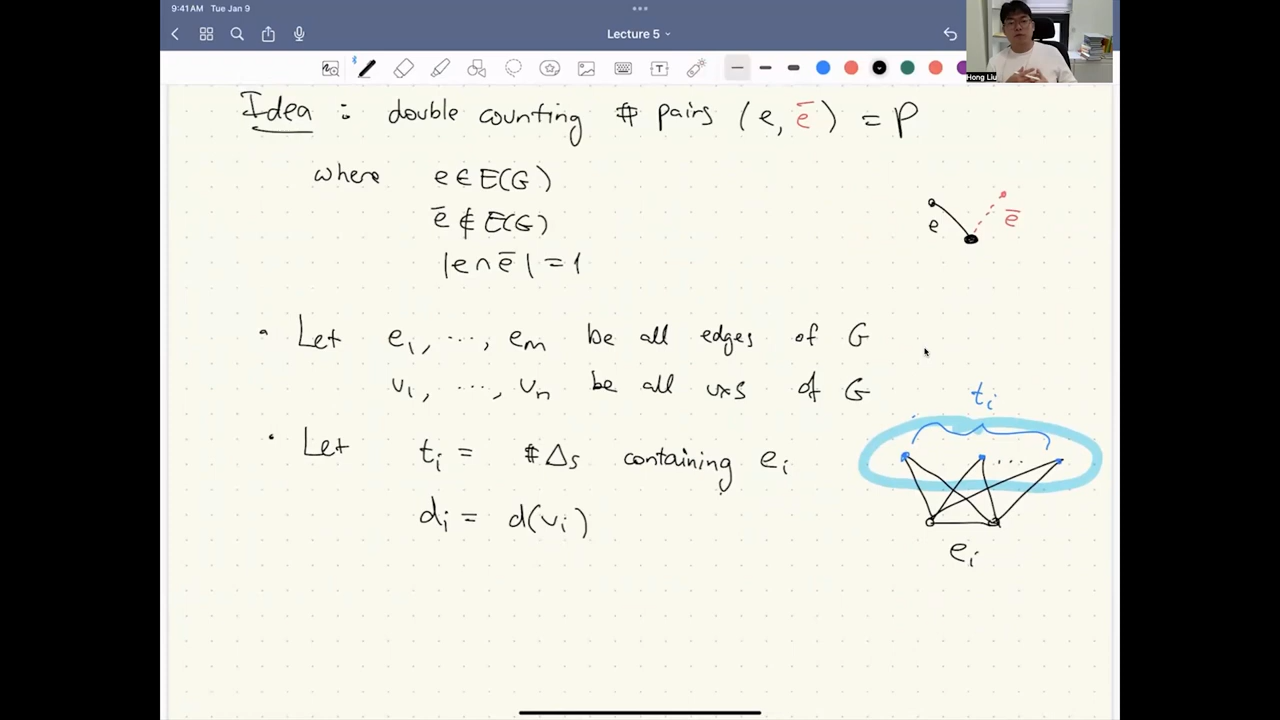 9:41 AM Tue Jan 9
Lecture 5
Hong Liu
Idea : double counting # pairs (e, ē) = P
where e ∈ E(G)
ē ∉ E(G)
|e ∩ ē| = 1
e
ē
• Let e₁, ..., eₘ be all edges of G
v₁, ..., vₙ be all vxs of G
tᵢ
• Let tᵢ = # Δs containing eᵢ
...
dᵢ = d(vᵢ)
eᵢ